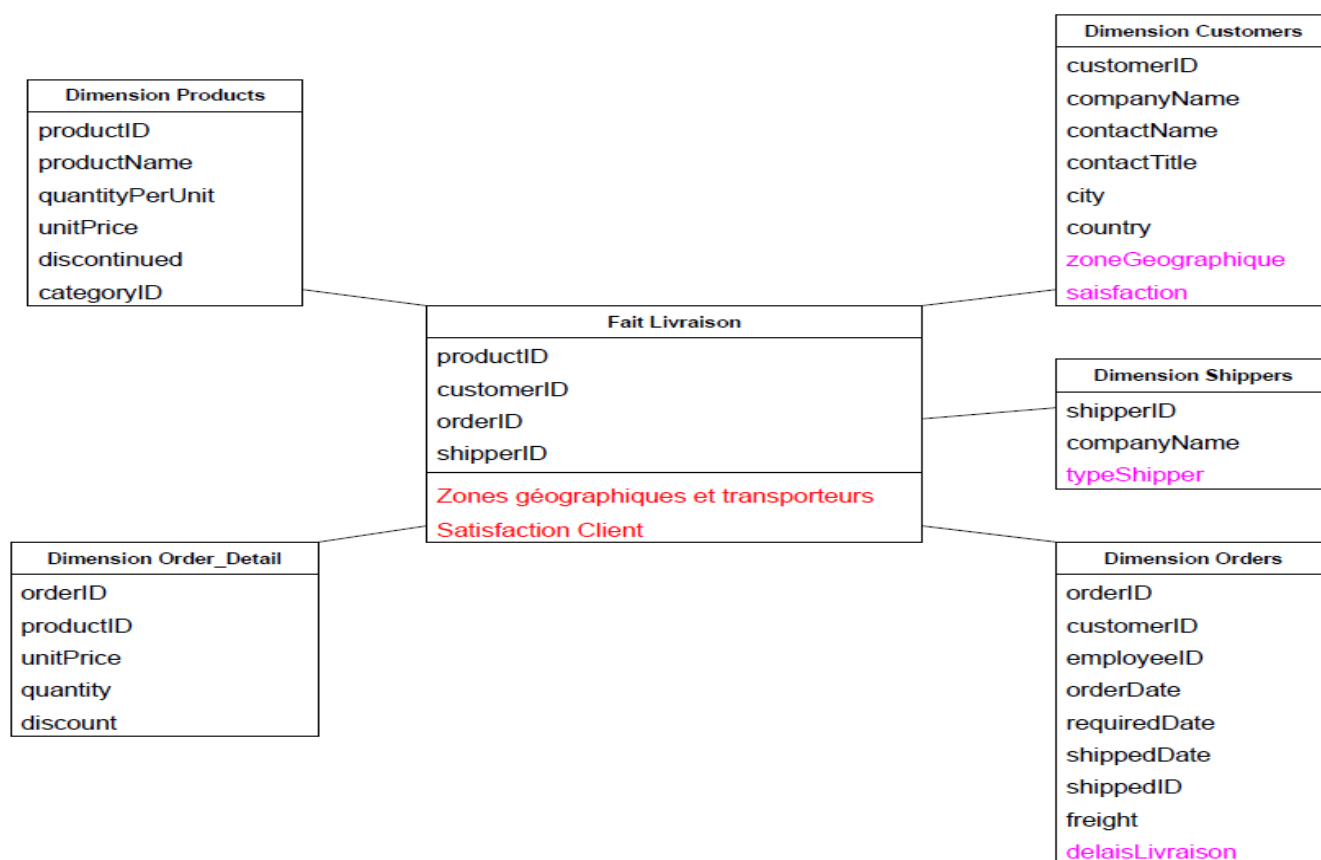 Dimension Products
productID
productName
quantityPerUnit
unitPrice
discontinued
categoryID
Dimension Customers
customerID
companyName
contactName
contactTitle
city
country
zoneGeographique
saisfaction
Fait Livraison
productID
customerID
orderID
shipperID
Zones géographiques et transporteurs
Satisfaction Client
Dimension Shippers
shipperID
companyName
typeShipper
Dimension Order_Detail
orderID
productID
unitPrice
quantity
discount
Dimension Orders
orderID
customerID
employeeID
orderDate
requiredDate
shippedDate
shippedID
freight
delaisLivraison